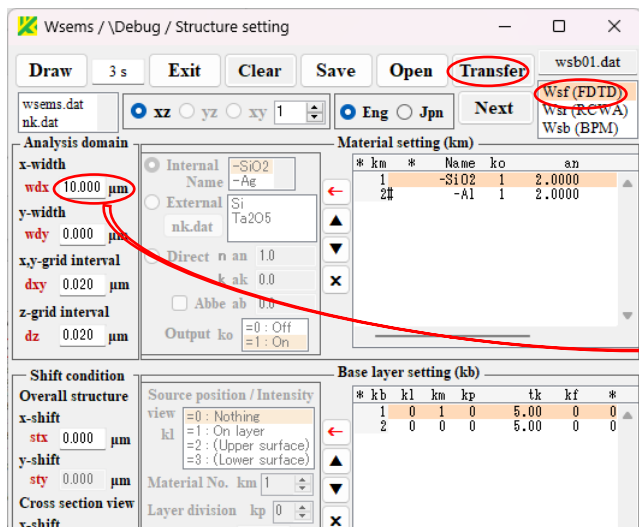 Wsems / \Debug / Structure setting
Draw 3 s Exit Clear Save Open Transfer wsb01.dat
wsems.dat
nk.dat
xz yz xy 1 Eng Jpn Next
Wsf (FDTD)
Wsr (RCWA)
Wsb (BPM)
Analysis domain
x-width
wdx 10.000 μm
y-width
wdy 0.000 μm
x,y-grid interval
dxy 0.020 μm
z-grid interval
dz 0.020 μm
Internal Name
-SiO2
-Ag
External
nk.dat
Si
Ta2O5
Direct n an 1.0
k ak 0.0
Abbe ab 0.0
Output ko
=0 : Off
=1 : On
Material setting (km)
* km * Name ko an
1 -SiO2 1 2.0000
2# -Al 1 2.0000
Shift condition
Overall structure
x-shift
stx 0.000 μm
y-shift
sty 0.000 μm
Cross section view
x-shift
Source position / Intensity
view
kl
=0 : Nothing
=1 : On layer
=2 : (Upper surface)
=3 : (Lower surface)
Material No. km 1
Layer division kp 0
Base layer setting (kb)
* kb kl km kp tk kf *
1 0 1 0 5.00 0 0
2 0 0 0 5.00 0 0